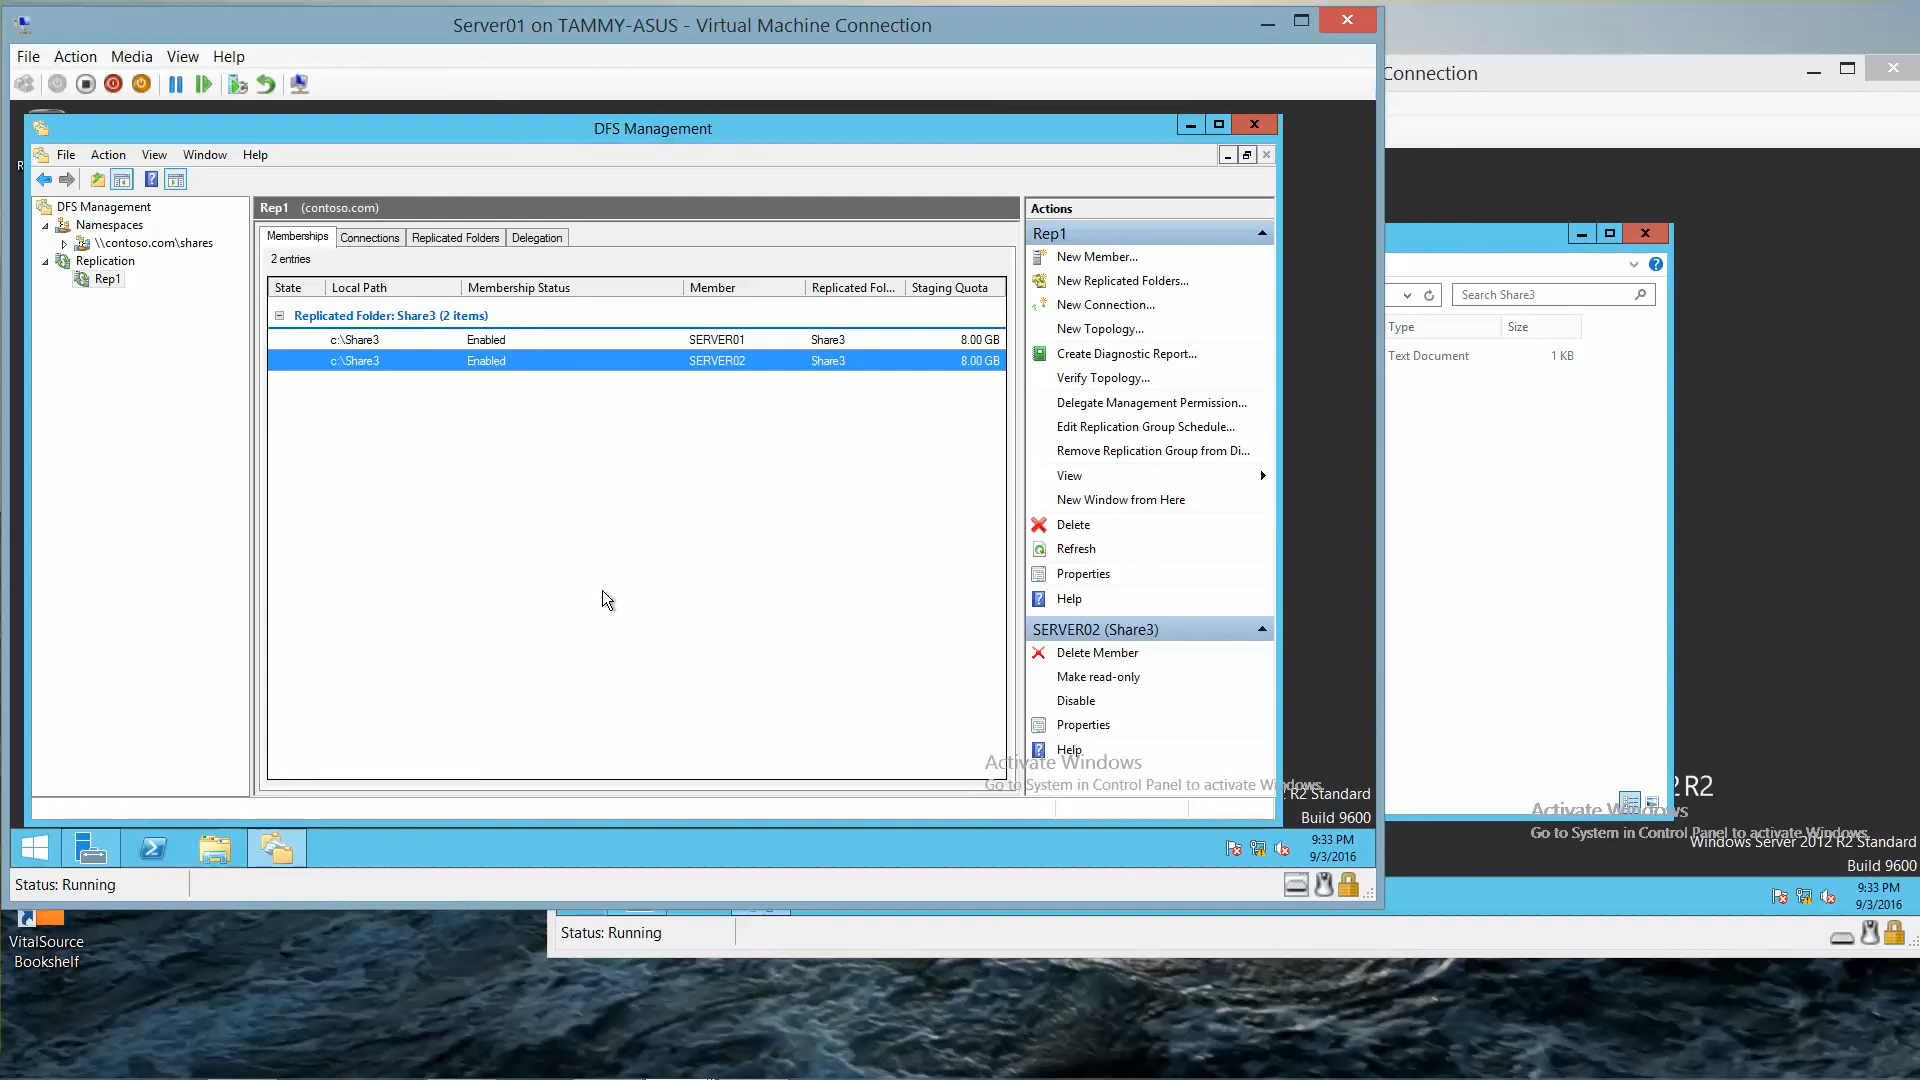 Server01 on TAMMY-ASUS - Virtual Machine Connection
File Action Media View Help
Connection
DFS Management
File Action View Window Help
DFS Management
Namespaces
\\contoso.com\shares
Replication
Rep1
Rep1 (contoso.com)
Memberships Connections Replicated Folders Delegation
2 entries
State Local Path Membership Status Member Replicated Fol... Staging Quota
Replicated Folder: Share3 (2 items)
c:\Share3 Enabled SERVER01 Share3 8.00 GB
c:\Share3 Enabled SERVER02 Share3 8.00 GB
Actions
Rep1
New Member...
New Replicated Folders...
New Connection...
New Topology...
Create Diagnostic Report...
Verify Topology...
Delegate Management Permission...
Edit Replication Group Schedule...
Remove Replication Group from Di...
View
New Window from Here
Delete
Refresh
Properties
Help
SERVER02 (Share3)
Delete Member
Make read-only
Disable
Properties
Help
Activate Windows
Go to System in Control Panel to activate Windows.
R2 Standard
Build 9600
9:33 PM
9/3/2016
Status: Running
Search Share3
Type Size
Text Document 1 KB
2 R2
Activate Windows
Go to System in Control Panel to activate Windows.
Windows Server 2012 R2 Standard
Build 9600
9:33 PM
9/3/2016
Status: Running
VitalSource
Bookshelf